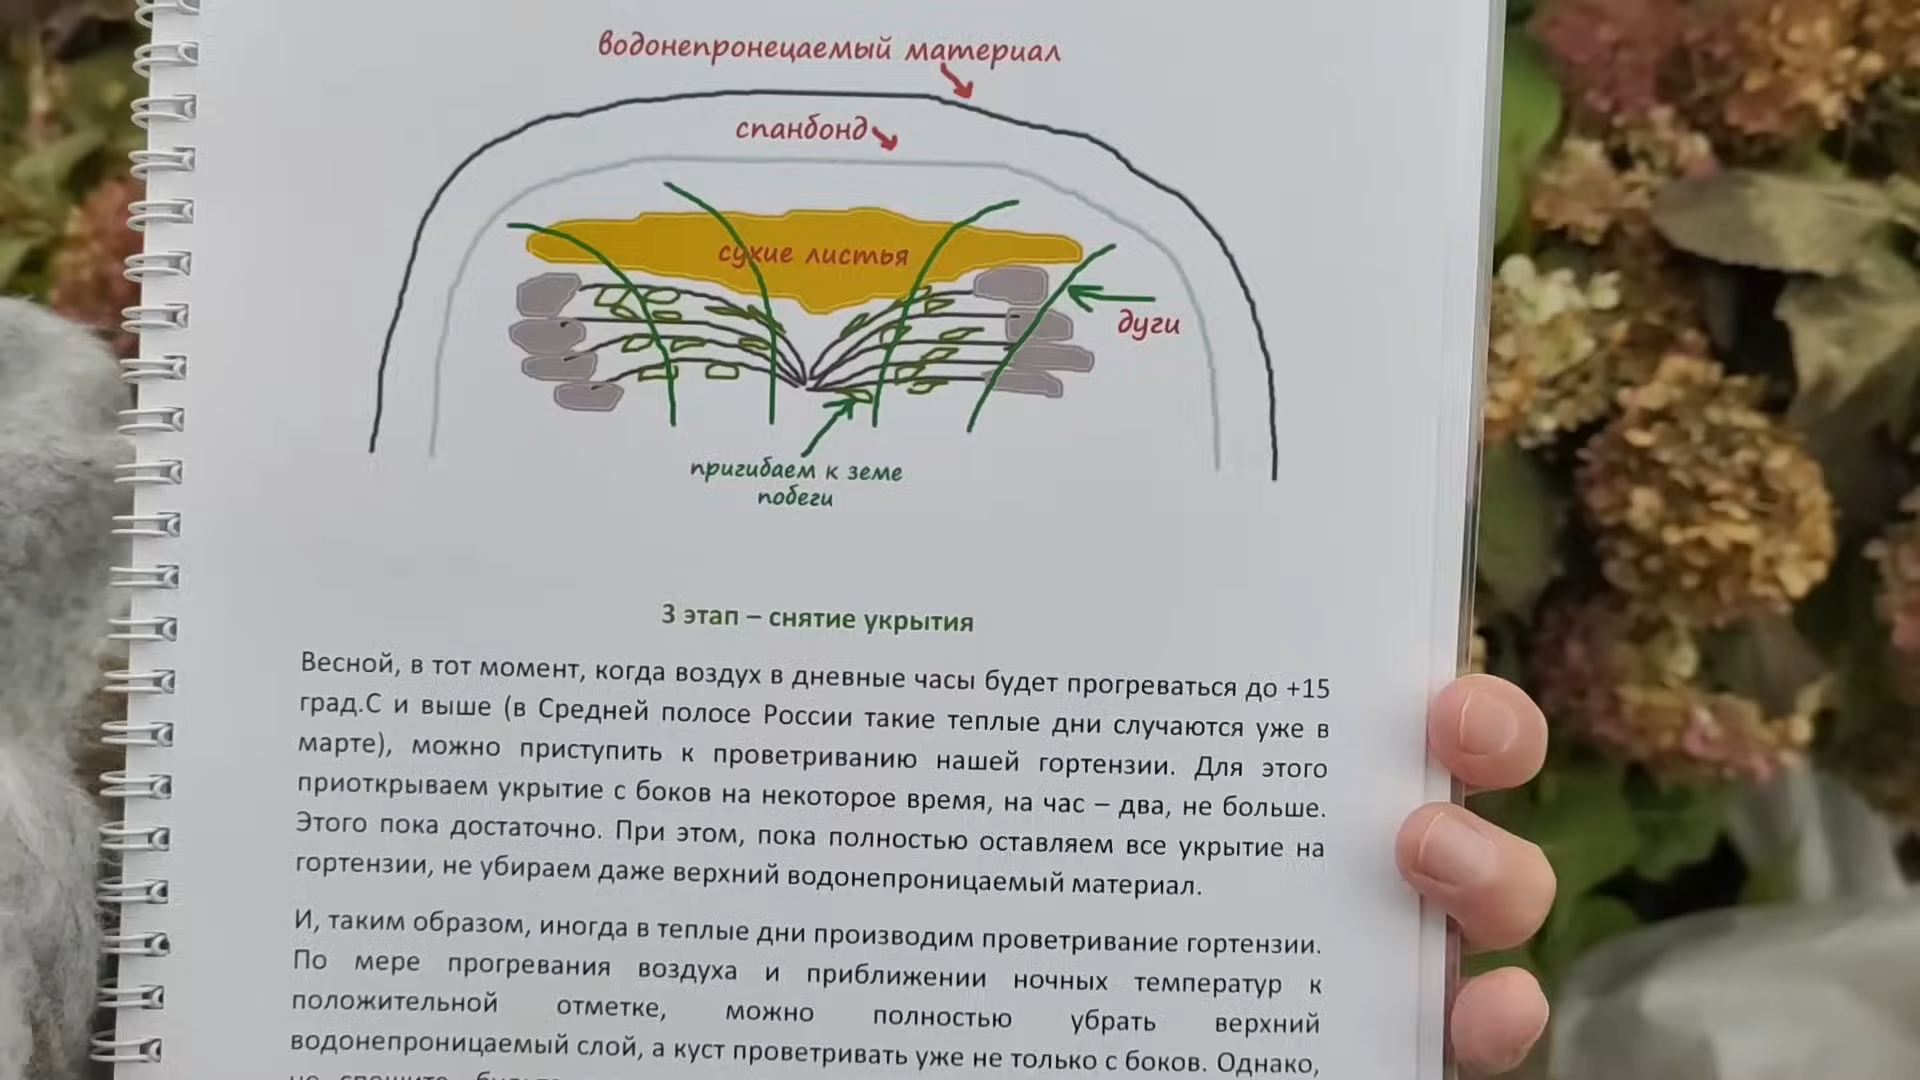 водонепронецаемый материал
спанбонд
сухие листья
дуги
пригибаем к земе
побеги
3 этап – снятие укрытия
Весной, в тот момент, когда воздух в дневные часы будет прогреваться до +15
град.С и выше (в Средней полосе России такие теплые дни случаются уже в
марте), можно приступить к проветриванию нашей гортензии. Для этого
приоткрываем укрытие с боков на некоторое время, на час – два, не больше.
Этого пока достаточно. При этом, пока полностью оставляем все укрытие на
гортензии, не убираем даже верхний водонепроницаемый материал.
И, таким образом, иногда в теплые дни производим проветривание гортензии.
По мере прогревания воздуха и приближении ночных температур к
положительной отметке, можно полностью убрать верхний
водонепроницаемый слой, а куст проветривать уже не только с боков. Однако,